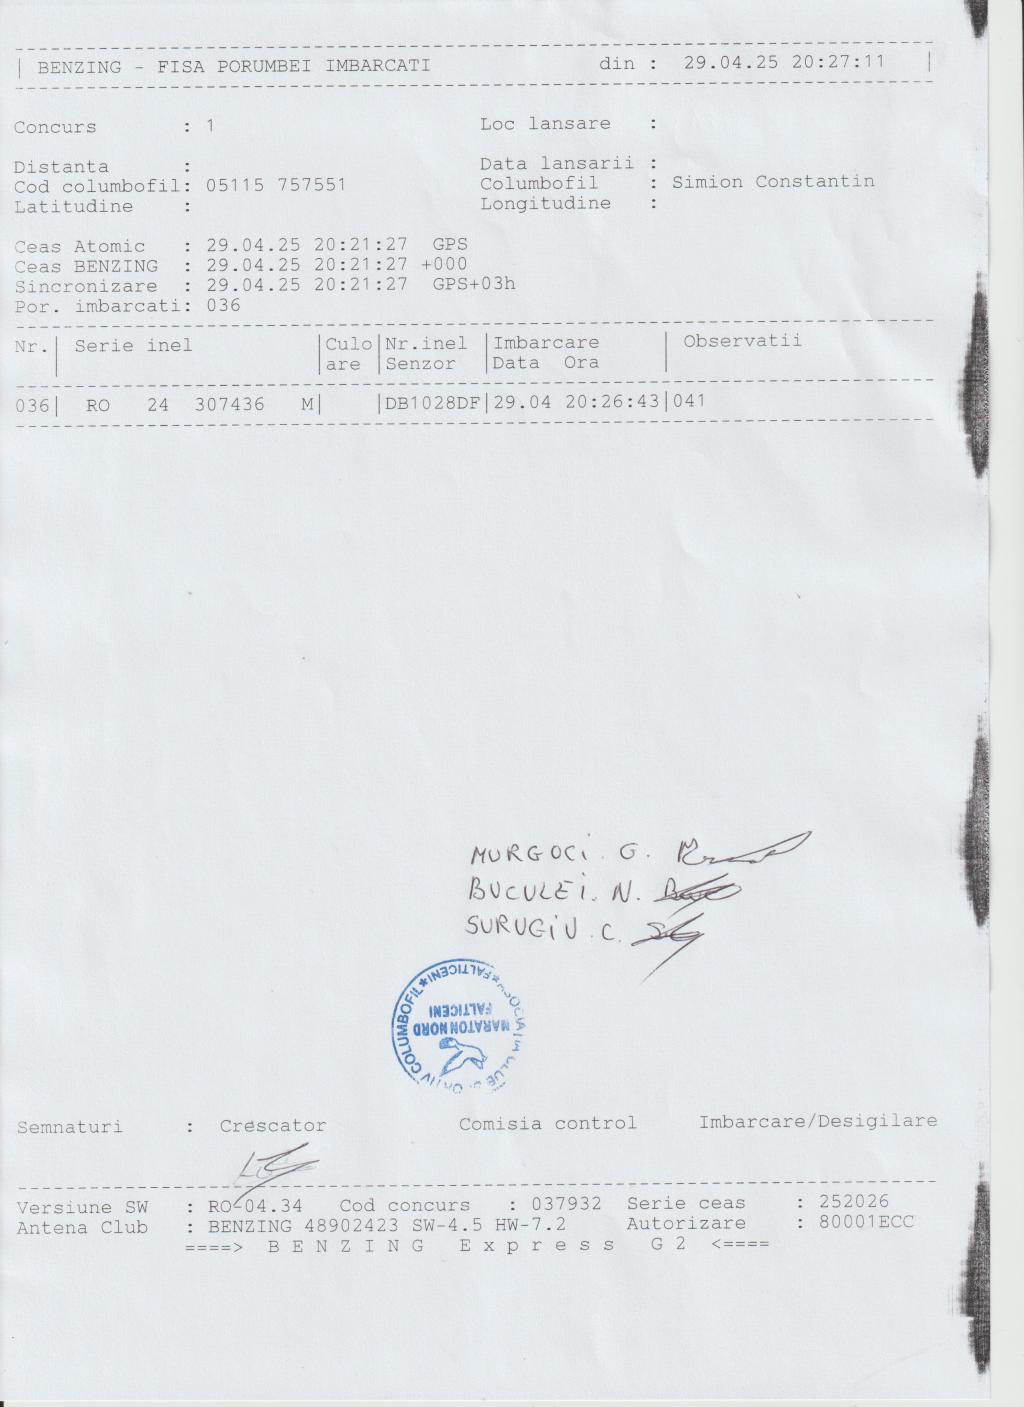 | BENZING - FISA PORUMBEI IMBARCATI din : 29.04.25 20:27:11 |
Concurs : 1 Loc lansare :
Distanta : Data lansarii :
Cod columbofil: 05115 757551 Columbofil : Simion Constantin
Latitudine : Longitudine :
Ceas Atomic : 29.04.25 20:21:27 GPS
Ceas BENZING : 29.04.25 20:21:27 +000
Sincronizare : 29.04.25 20:21:27 GPS+03h
Por. imbarcati: 036
Nr.| Serie inel |Culo|Nr.inel |Imbarcare | Observatii
| |are |Senzor |Data Ora |
036| RO 24 307436 M| |DB1028DF|29.04 20:26:43|041
MURGOCI. G.
BUCULEI. N.
SURUGIU. C.
ASOCIATIA CLUB SPORTIV COLUMBOFIL*FALTICENI*
MARATON NORD
FALTICENI
Semnaturi : Crescator Comisia control Imbarcare/Desigilare
Versiune SW : RO-04.34 Cod concurs : 037932 Serie ceas : 252026
Antena Club : BENZING 48902423 SW-4.5 HW-7.2 Autorizare : 80001ECC
====> B E N Z I N G E x p r e s s G 2 <====